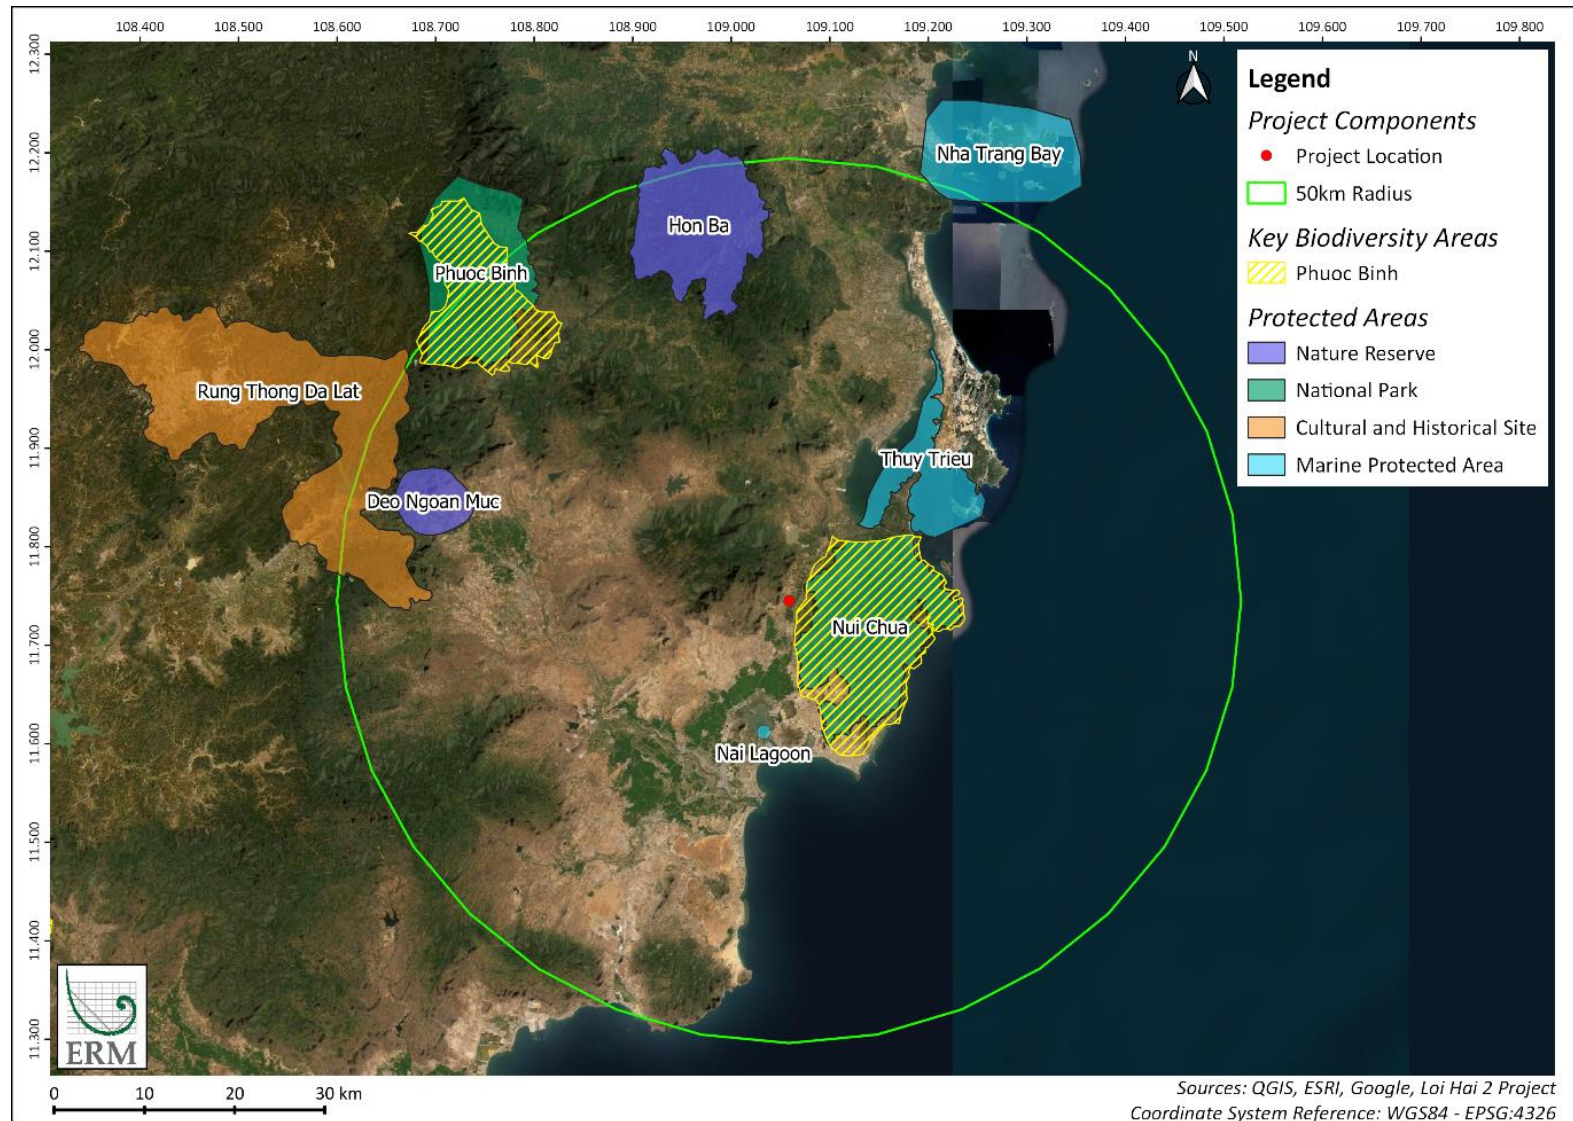 108.400 108.500 108.600 108.700 108.800 108.900 109.000 109.100 109.200 109.300 109.400 109.500 109.600 109.700 109.800
12.300
12.200
12.100
12.000
11.900
11.800
11.700
11.600
11.500
11.400
11.300
N
Legend
Project Components
Project Location
50km Radius
Key Biodiversity Areas
Phuoc Binh
Protected Areas
Nature Reserve
National Park
Cultural and Historical Site
Marine Protected Area
Nha Trang Bay
Hon Ba
Phuoc Binh
Rung Thong Da Lat
Thuy Trieu
Deo Ngoan Muc
Nui Chua
Nai Lagoon
ERM
0 10 20 30 km
Sources: QGIS, ESRI, Google, Loi Hai 2 Project
Coordinate System Reference: WGS84 - EPSG:4326